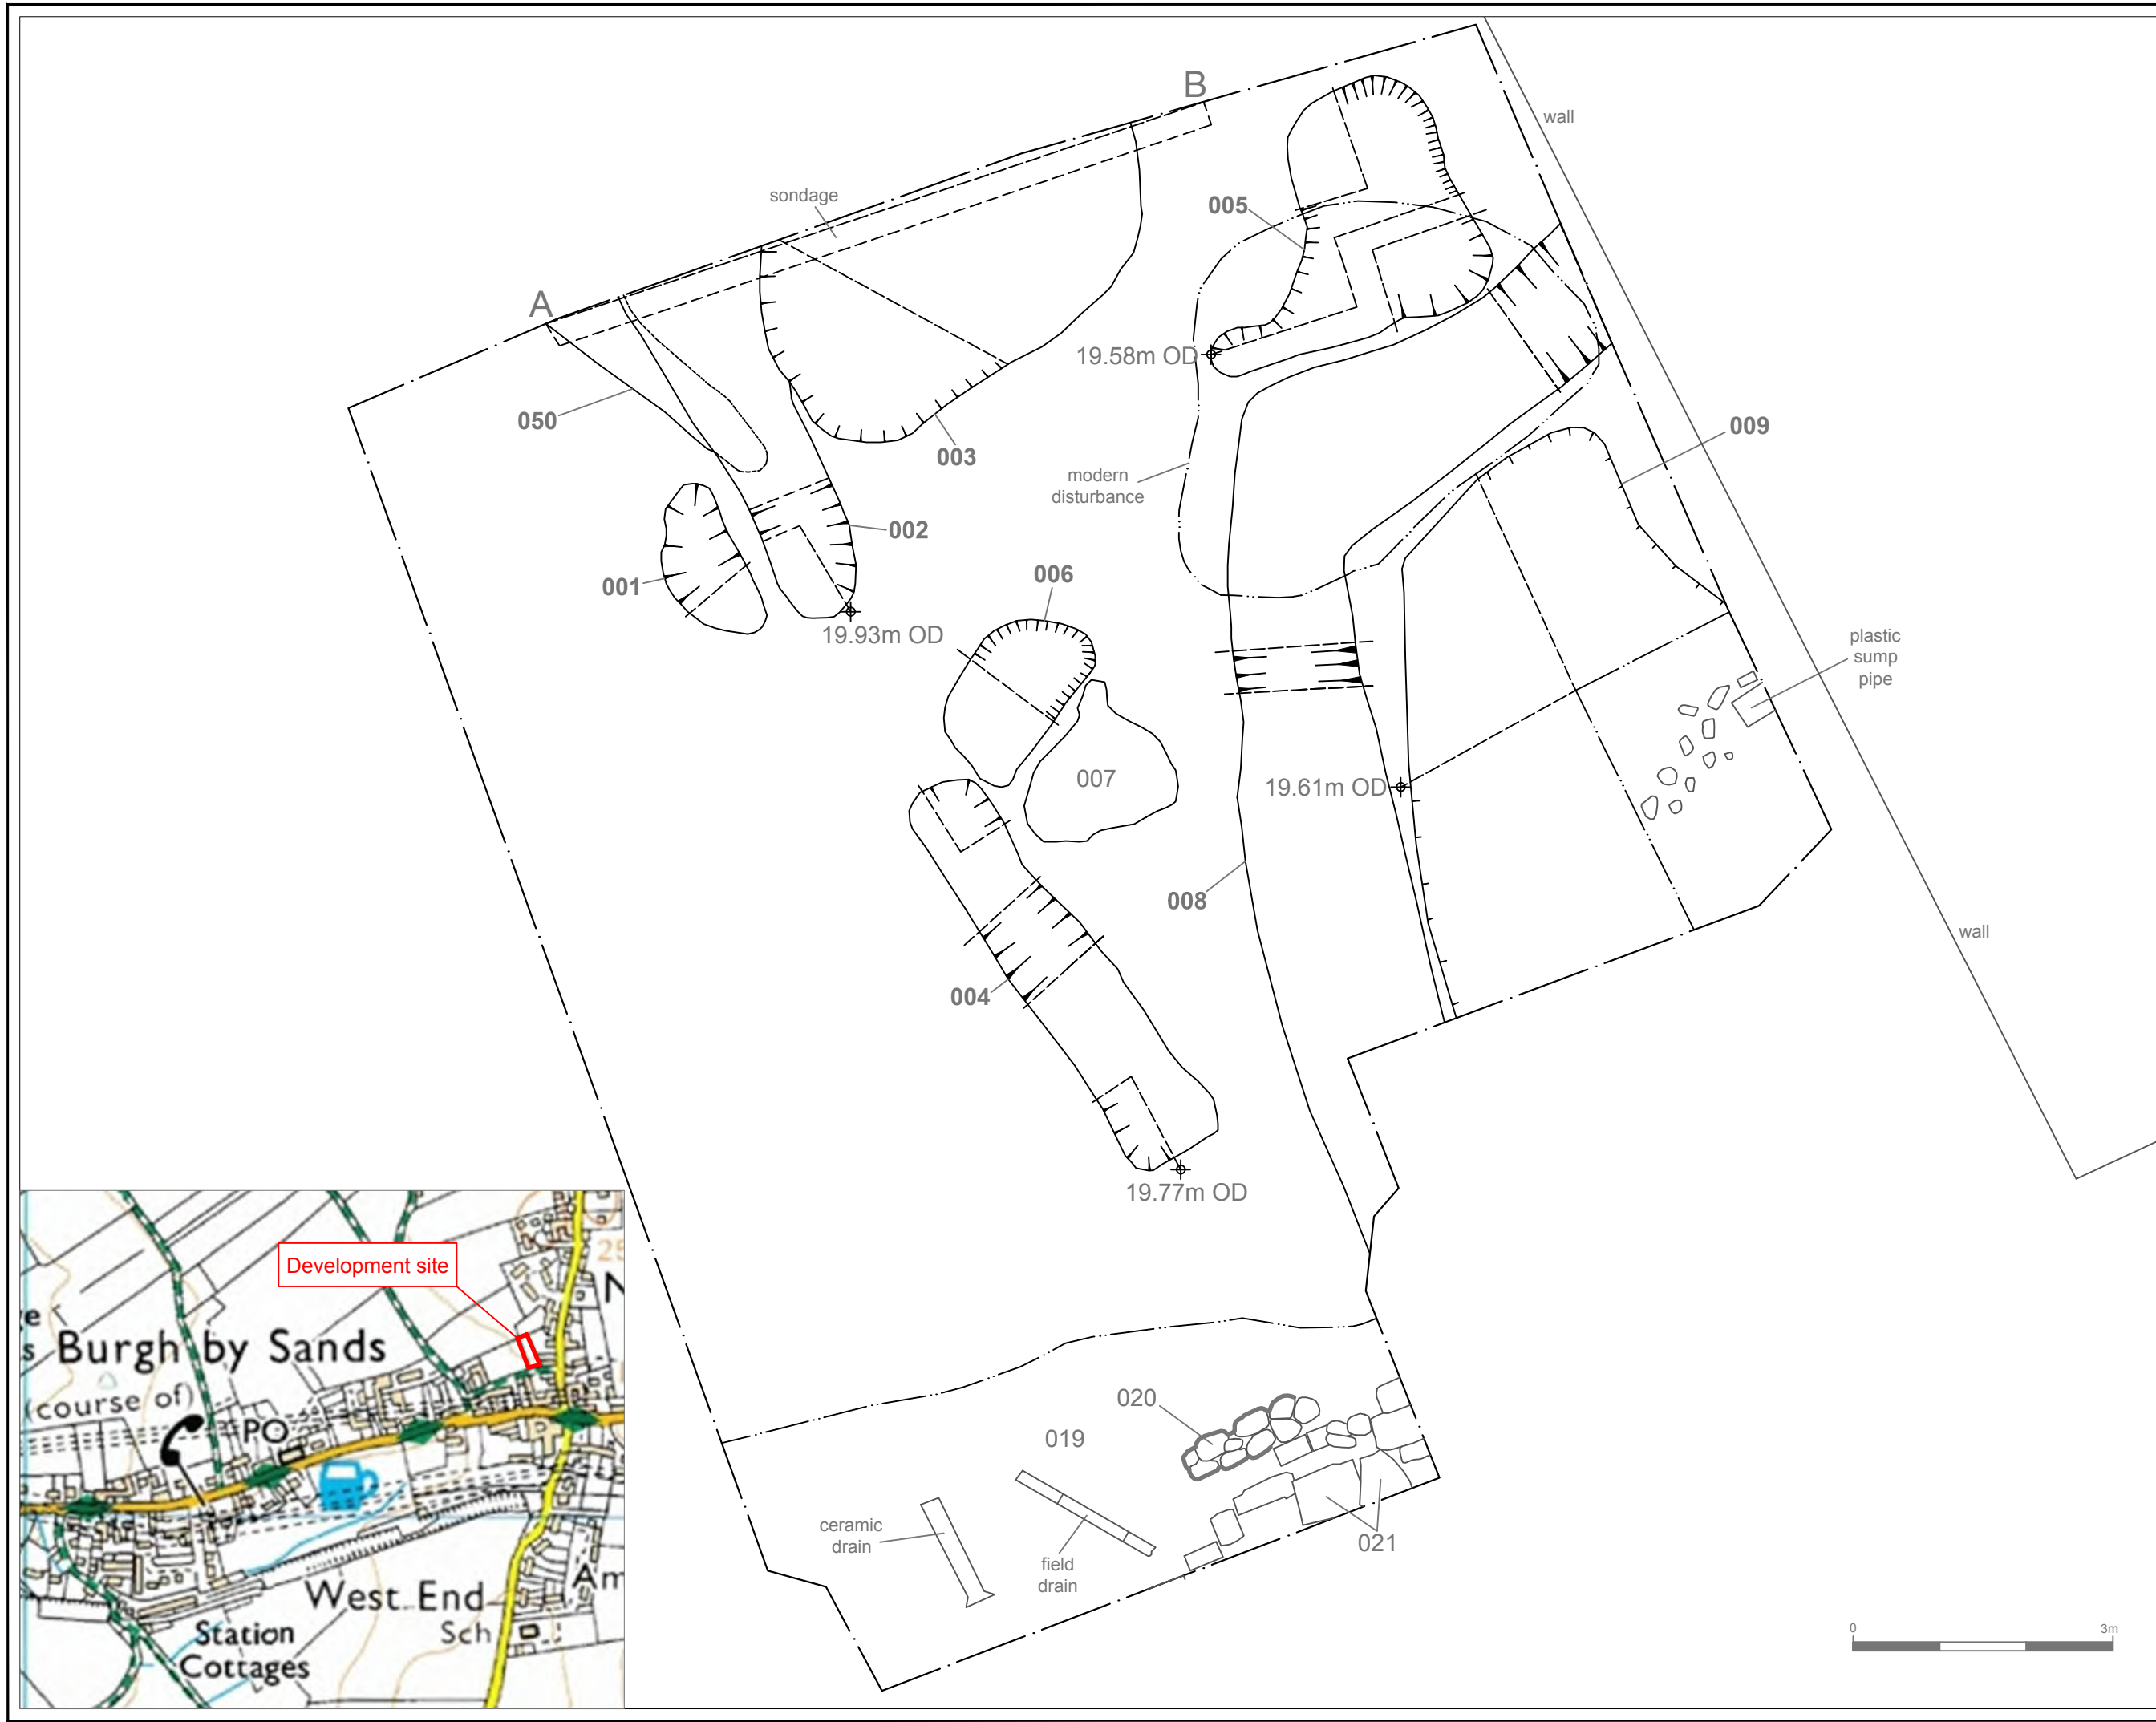 B
wall
sondage
005
A
19.58m OD
050
003
009
modern
disturbance
002
001
006
19.93m OD
plastic
sump
pipe
007
19.61m OD
008
wall
004
19.77m OD
Development site
25
N
Burgh by Sands
(course of)
PO
P
West End
Sch
Am
Station
Cottages
020
019
021
ceramic
drain
field
drain
0
3m